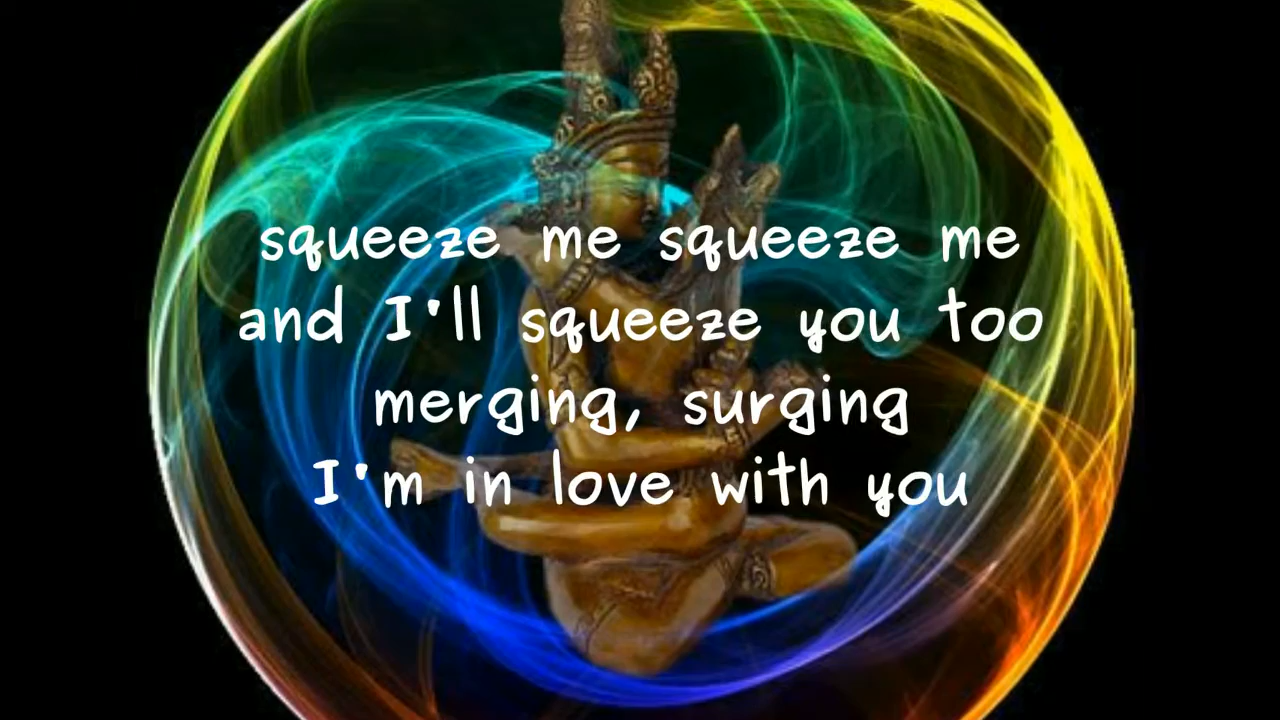 squeeze me squeeze me
and I'll squeeze you too
merging, surging
I'm in love with you